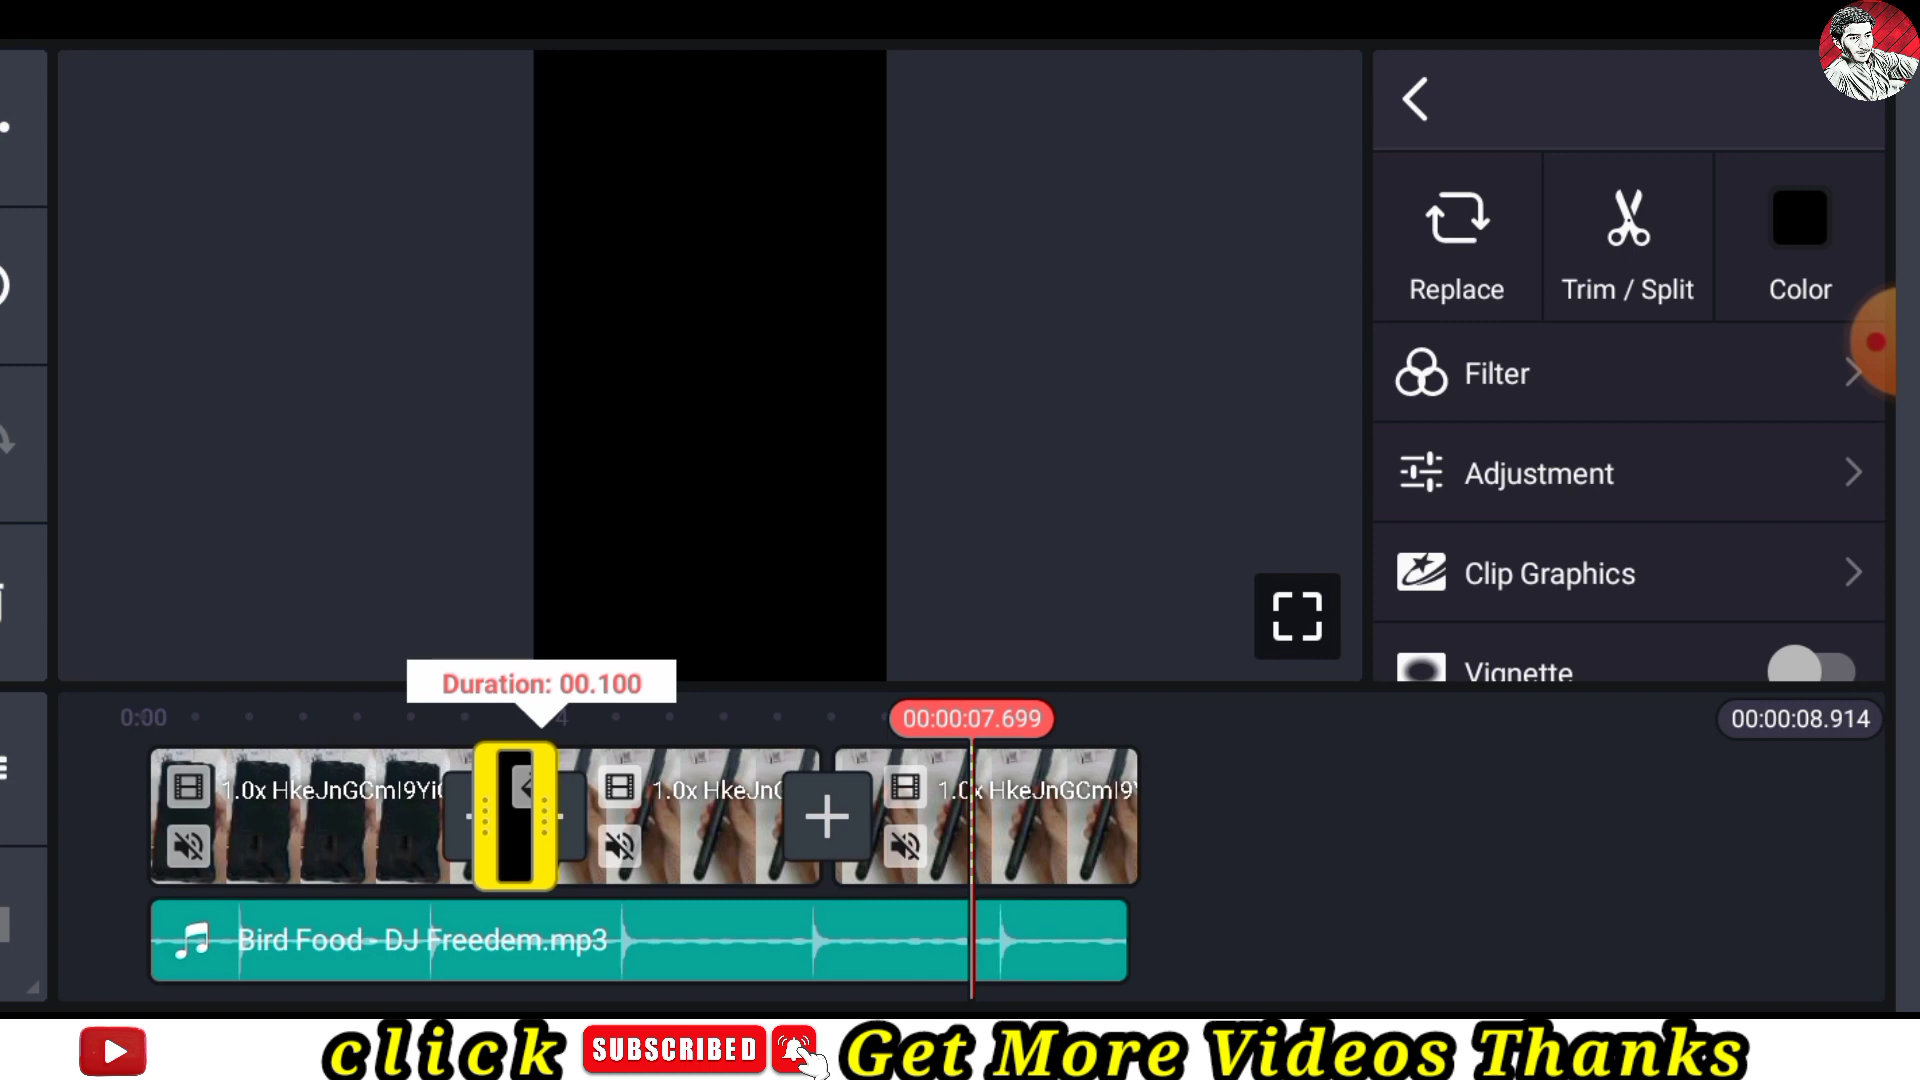 Replace
Trim / Split
Color
Filter
Adjustment
Clip Graphics
Vignette
Duration: 00.100
0:00
4
00:00:07.699
00:00:08.914
1.0x HkeJnGCmI9Yi
1.0x HkeJn
1.0x HkeJnGCmI9
Bird Food - DJ Freedem.mp3
click SUBSCRIBED Get More Videos Thanks